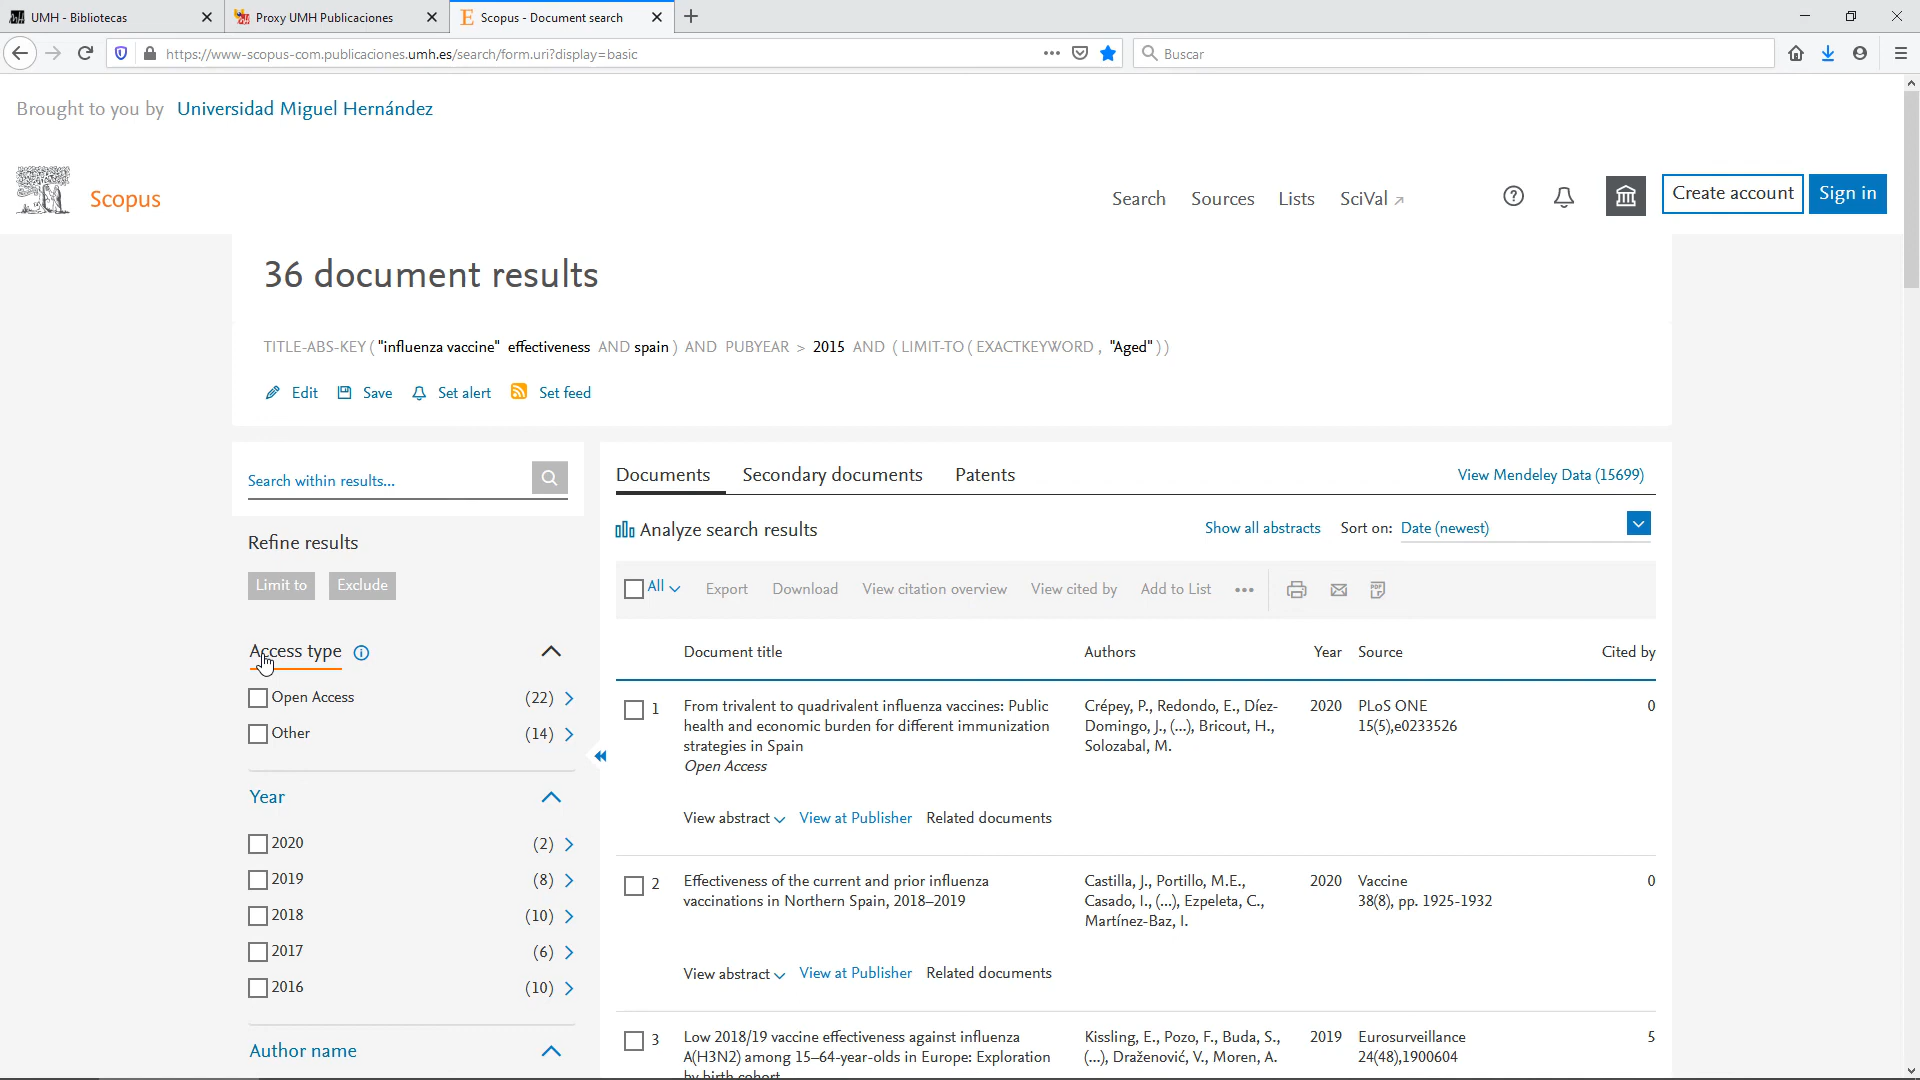 UMH - Bibliotecas
Proxy UMH Publicaciones
Scopus - Document search
https://www-scopus-com.publicaciones.umh.es/search/form.uri?display=basic
Buscar
Brought to you by Universidad Miguel Hernández
Scopus
Search Sources Lists SciVal
Create account
Sign in
36 document results
TITLE-ABS-KEY ( "influenza vaccine" effectiveness AND spain ) AND PUBYEAR > 2015 AND ( LIMIT-TO ( EXACTKEYWORD , "Aged" ) )
Edit Save Set alert Set feed
Search within results...
Refine results
Limit to Exclude
Access type
Open Access (22)
Other (14)
Year
2020 (2)
2019 (8)
2018 (10)
2017 (6)
2016 (10)
Author name
Documents Secondary documents Patents View Mendeley Data (15699)
Analyze search results Show all abstracts Sort on: Date (newest)
All Export Download View citation overview View cited by Add to List
Document title Authors Year Source Cited by
1 From trivalent to quadrivalent influenza vaccines: Public Crépey, P., Redondo, E., Díez- 2020 PLoS ONE 0
health and economic burden for different immunization Domingo, J., (...), Bricout, H., 15(5),e0233526
strategies in Spain Solozabal, M.
Open Access
View abstract View at Publisher Related documents
2 Effectiveness of the current and prior influenza Castilla, J., Portillo, M.E., 2020 Vaccine 0
vaccinations in Northern Spain, 2018–2019 Casado, I., (...), Ezpeleta, C., 38(8), pp. 1925-1932
Martínez-Baz, I.
View abstract View at Publisher Related documents
3 Low 2018/19 vaccine effectiveness against influenza Kissling, E., Pozo, F., Buda, S., 2019 Eurosurveillance 5
A(H3N2) among 15–64-year-olds in Europe: Exploration (...), Draženović, V., Moren, A. 24(48),1900604
by birth cohort